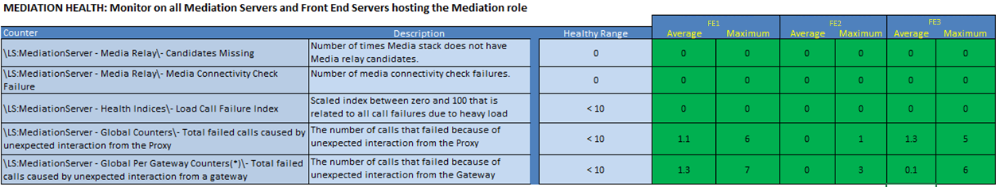 MEDIATION HEALTH: Monitor on all Mediation Servers and Front End Servers hosting the Mediation role
FE1 FE2 FE3
Counter Description Healthy Range Average Maximum Average Maximum Average Maximum
\LS:MediationServer - Media Relay\- Candidates Missing
Number of times Media stack does not have
Media relay candidates.
0 0 0 0 0 0 0
\LS:MediationServer - Media Relay\- Media Connectivity Check
Failure
Number of media connectivity check failures.
0 0 0 0 0 0 0
\LS:MediationServer - Health Indices\- Load Call Failure Index
Scaled index between zero and 100 that is
related to all call failures due to heavy load
< 10 0 0 0 0 0 0
\LS:MediationServer - Global Counters\- Total failed calls caused by
unexpected interaction from the Proxy
The number of calls that failed because of
unexpected interaction from the Proxy
< 10 1.1 6 0 1 1.3 5
\LS:MediationServer - Global Per Gateway Counters(*)\- Total failed
calls caused by unexpected interaction from a gateway
The number of calls that failed because of
unexpected interaction from the Gateway
< 10 1.3 7 0 3 0.1 6